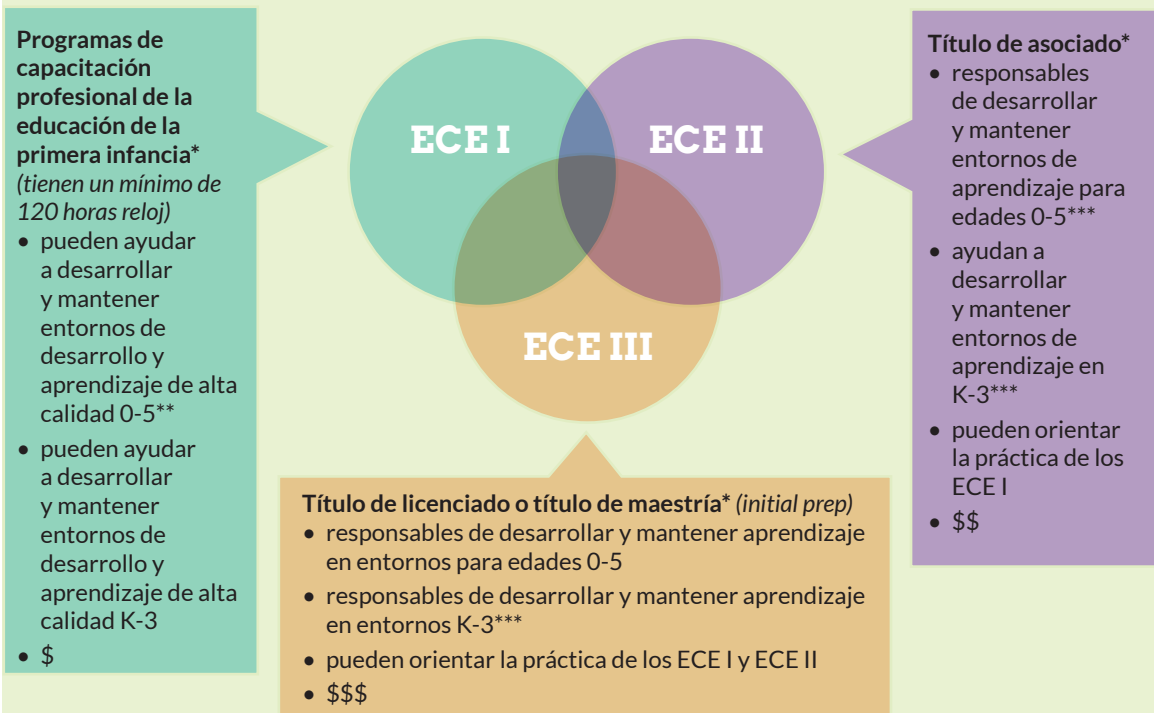 Programas de
capacitación
profesional de la
educación de la
primera infancia*
(tienen un mínimo de
120 horas reloj)
• pueden ayudar
a desarrollar
y mantener
entornos de
desarrollo y
aprendizaje de alta
calidad 0-5**
• pueden ayudar
a desarrollar
y mantener
entornos de
desarrollo y
aprendizaje de alta
calidad K-3
• $
ECE I
ECE II
ECE III
Título de asociado*
• responsables
de desarrollar
y mantener
entornos de
aprendizaje para
edades 0-5***
• ayudan a
desarrollar
y mantener
entornos de
aprendizaje en
K-3***
• pueden orientar
la práctica de los
ECE I
• $$
Título de licenciado o título de maestría* (initial prep)
• responsables de desarrollar y mantener aprendizaje
en entornos para edades 0-5
• responsables de desarrollar y mantener aprendizaje
en entornos K-3***
• pueden orientar la práctica de los ECE I y ECE II
• $$$